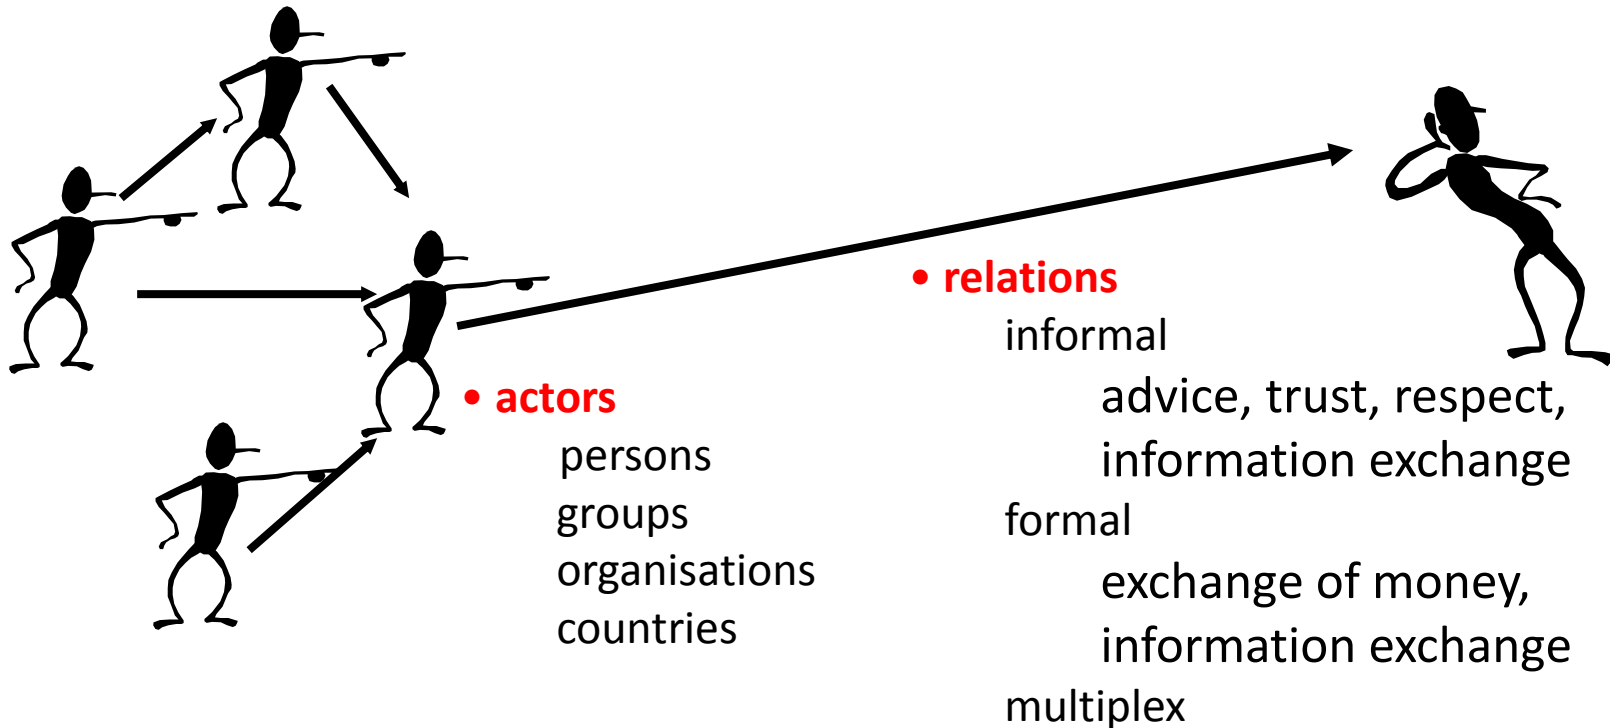 • actors
persons
groups
organisations
countries
• relations
informal
advice, trust, respect,
information exchange
formal
exchange of money,
information exchange
multiplex